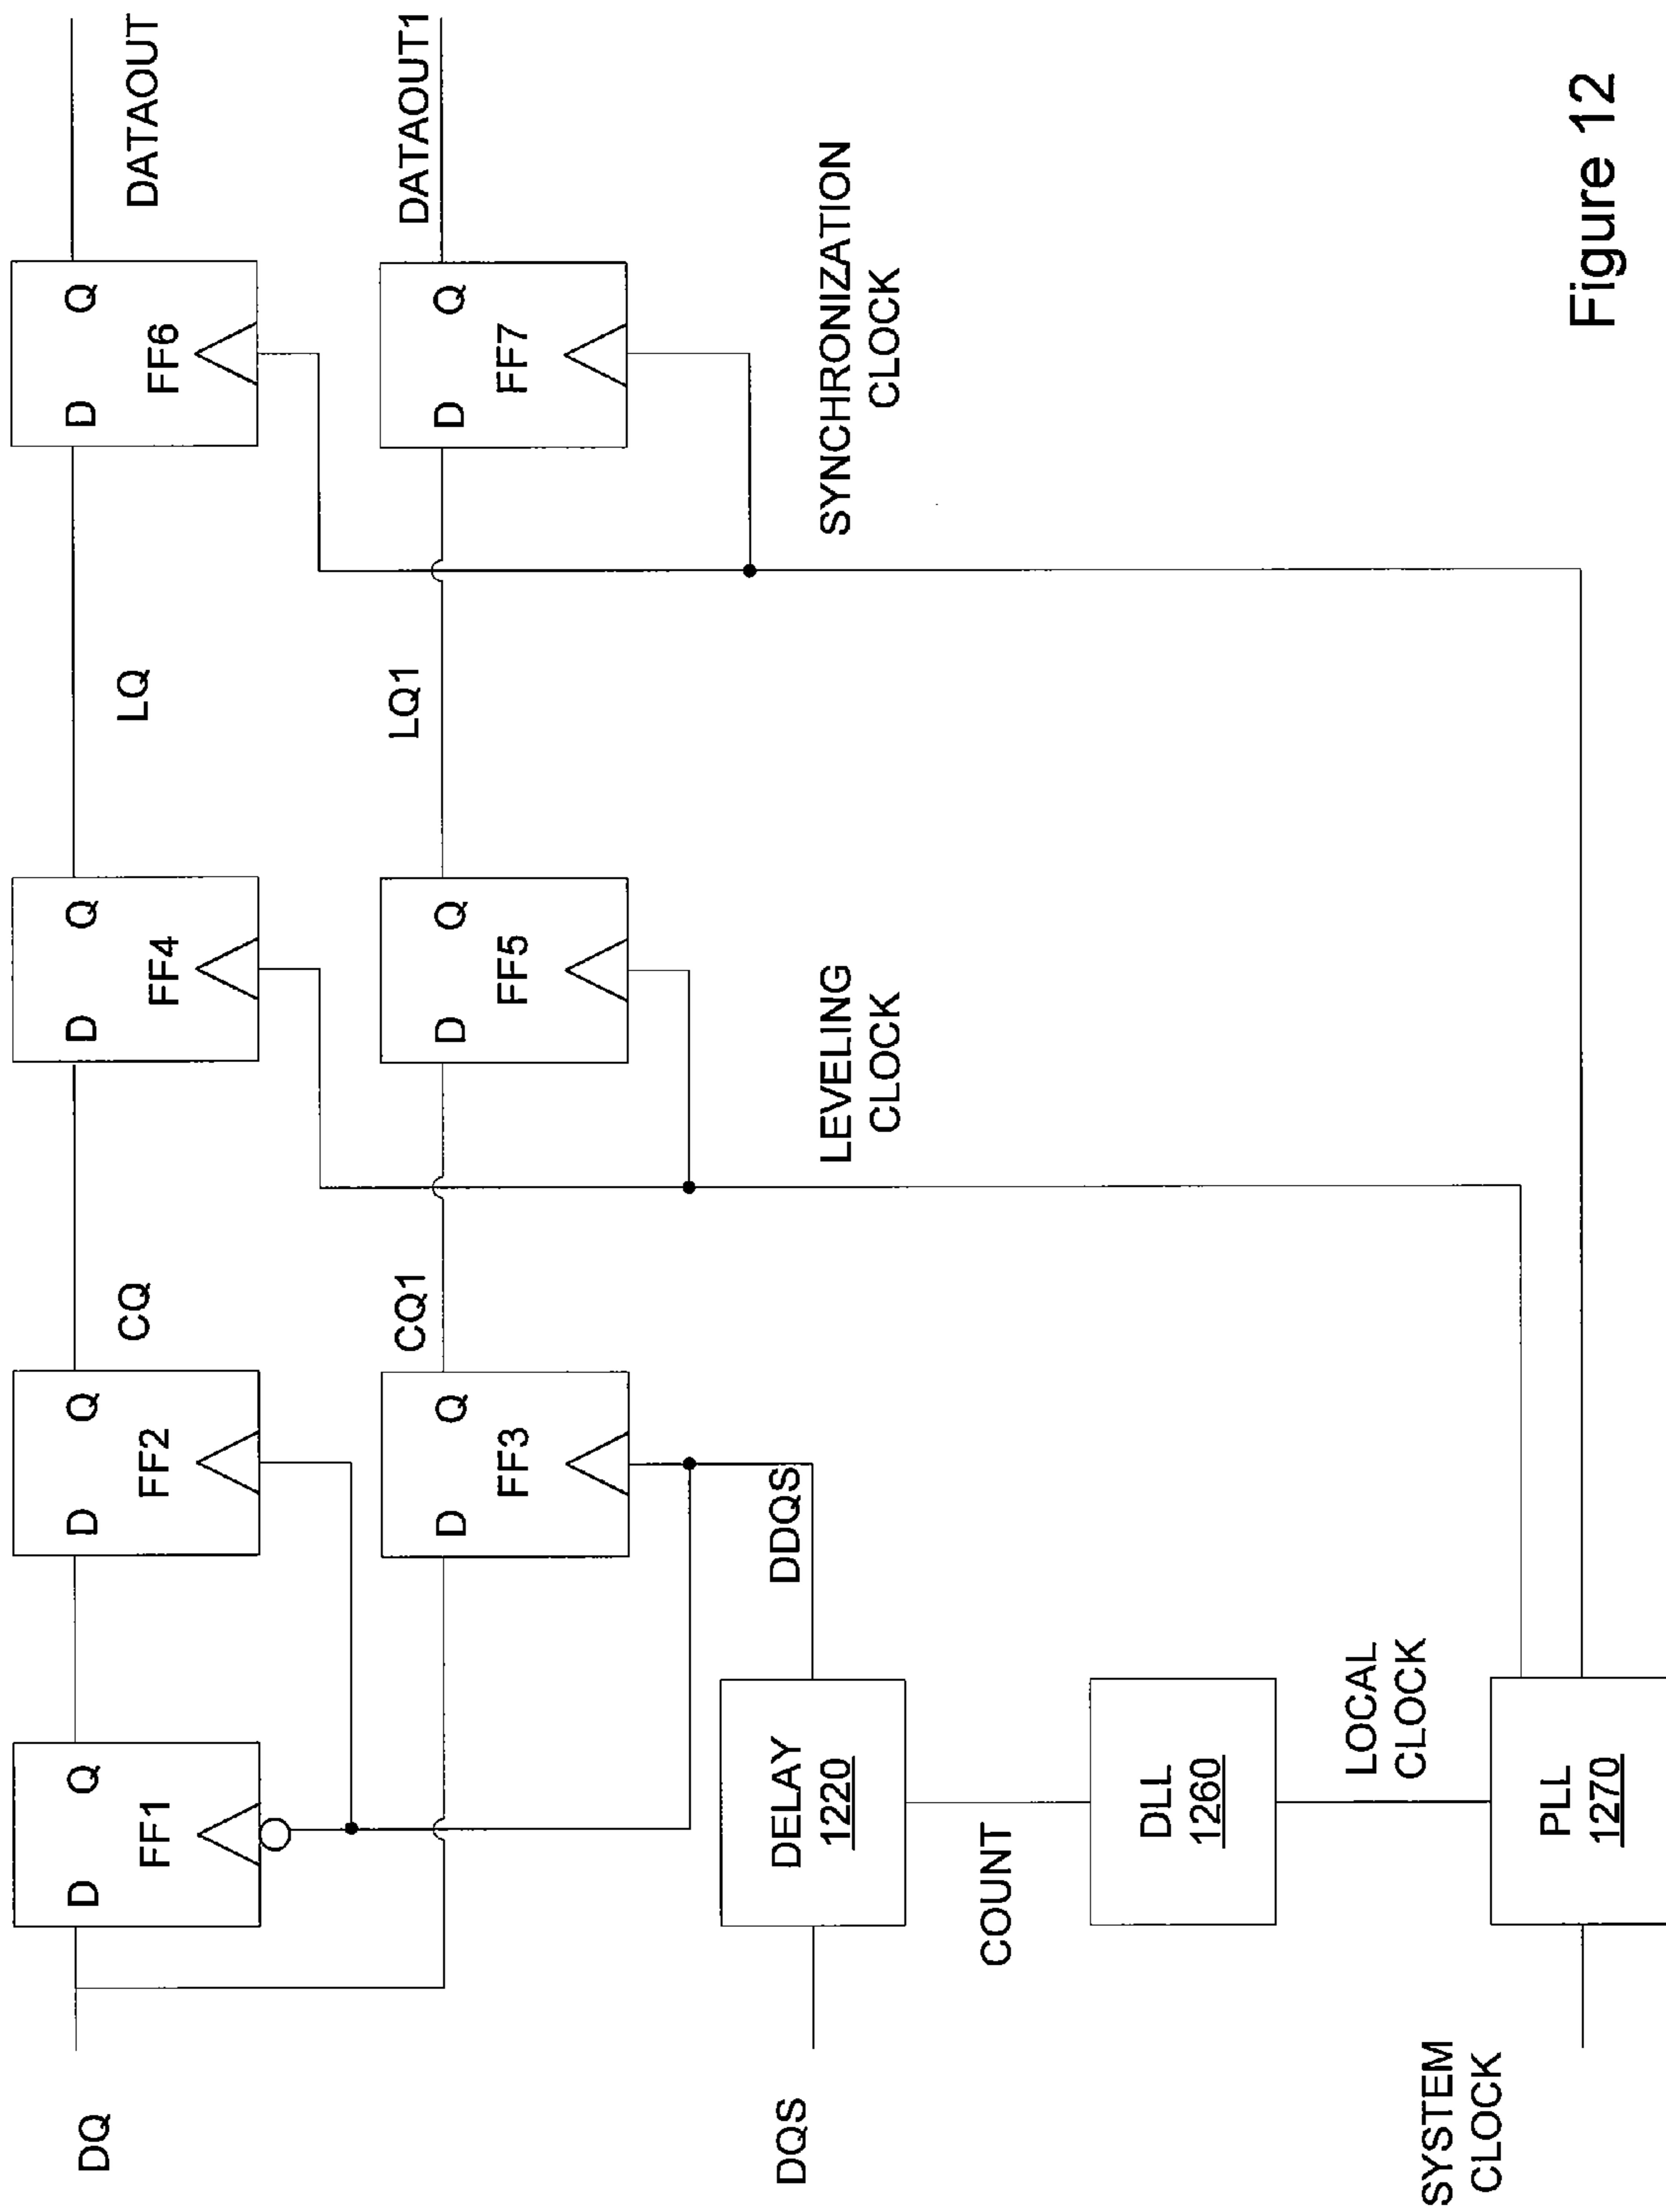 DQ
D
Q
FF1
D
Q
FF2
CQ
D
Q
FF4
LQ
D
Q
FF6
DATAOUT
D
Q
FF3
CQ1
D
Q
FF5
LQ1
D
Q
FF7
DATAOUT1
DQS
DELAY
1220
DDQS
LEVELING
CLOCK
SYNCHRONIZATION
CLOCK
COUNT
DLL
1260
LOCAL
CLOCK
SYSTEM
CLOCK
PLL
1270
Figure 12